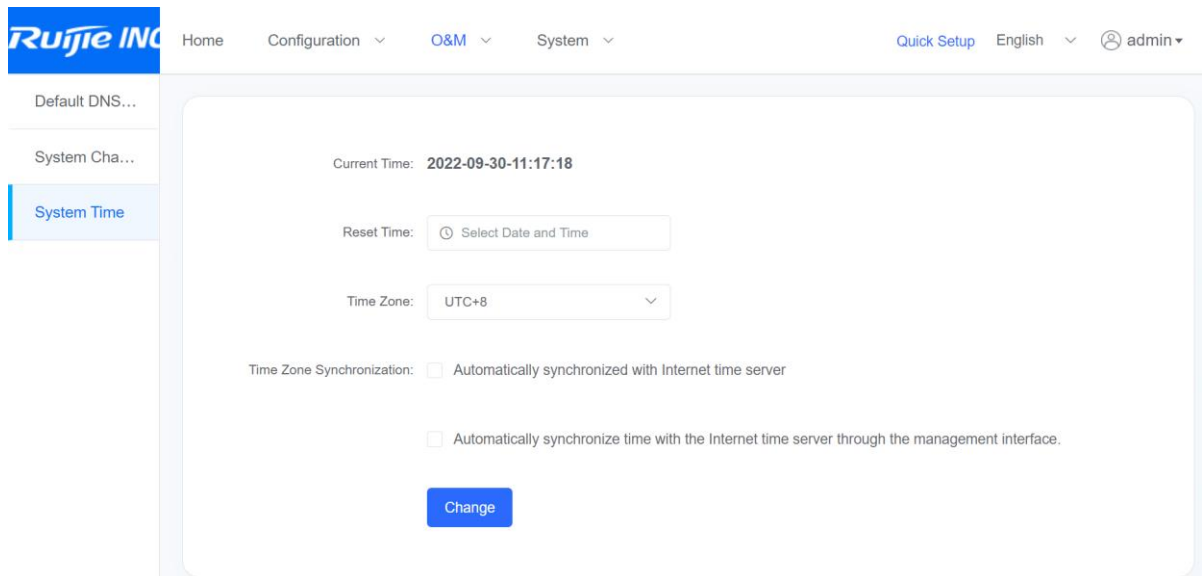 Ruijie INC
Home Configuration O&M System Quick Setup English admin
Default DNS...
System Cha...
System Time
Current Time: 2022-09-30-11:17:18
Reset Time: Select Date and Time
Time Zone: UTC+8
Time Zone Synchronization: Automatically synchronized with Internet time server
Automatically synchronize time with the Internet time server through the management interface.
Change